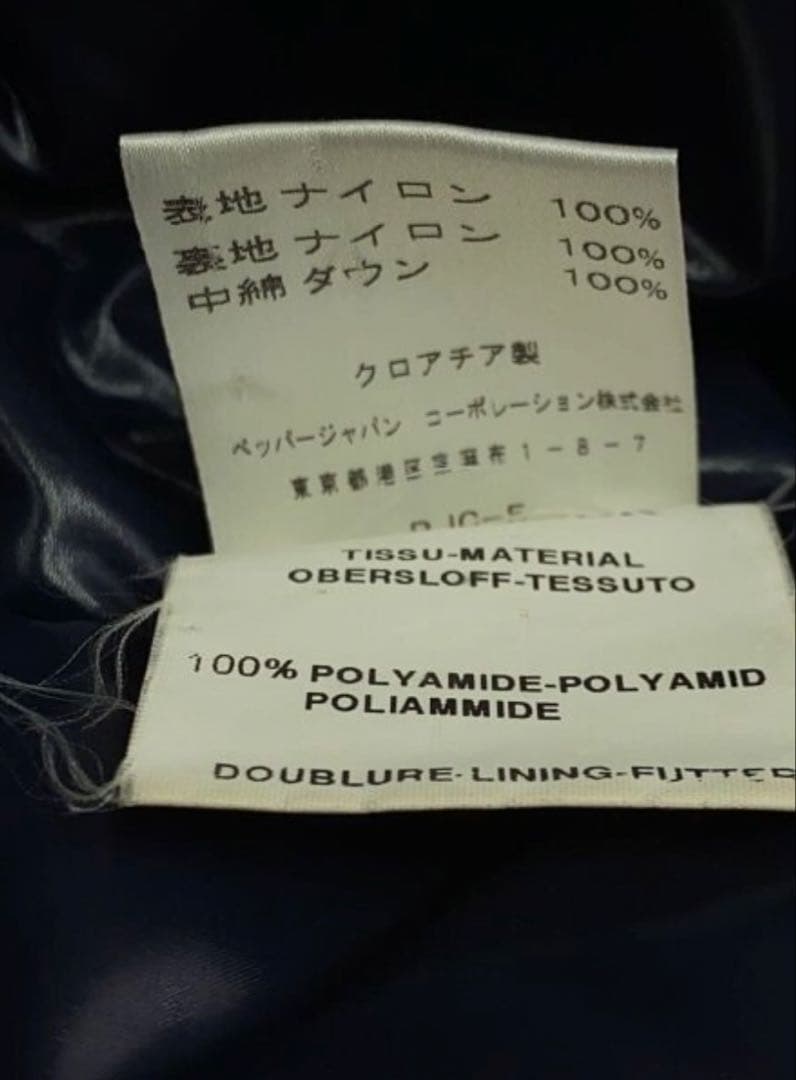 表地 ナイロン 100%
裏地 ナイロン 100%
中綿 ダウン 100%
クロアチア製
ペッパージャパン コーポレーション株式会社
東京都港区空麻布1-8-7
TISSU-MATERIAL
OBERSLOFF-TESSUTO
100% POLYAMIDE-POLYAMID
POLIAMMIDE
DOUBLURE-LINING-FUTTER